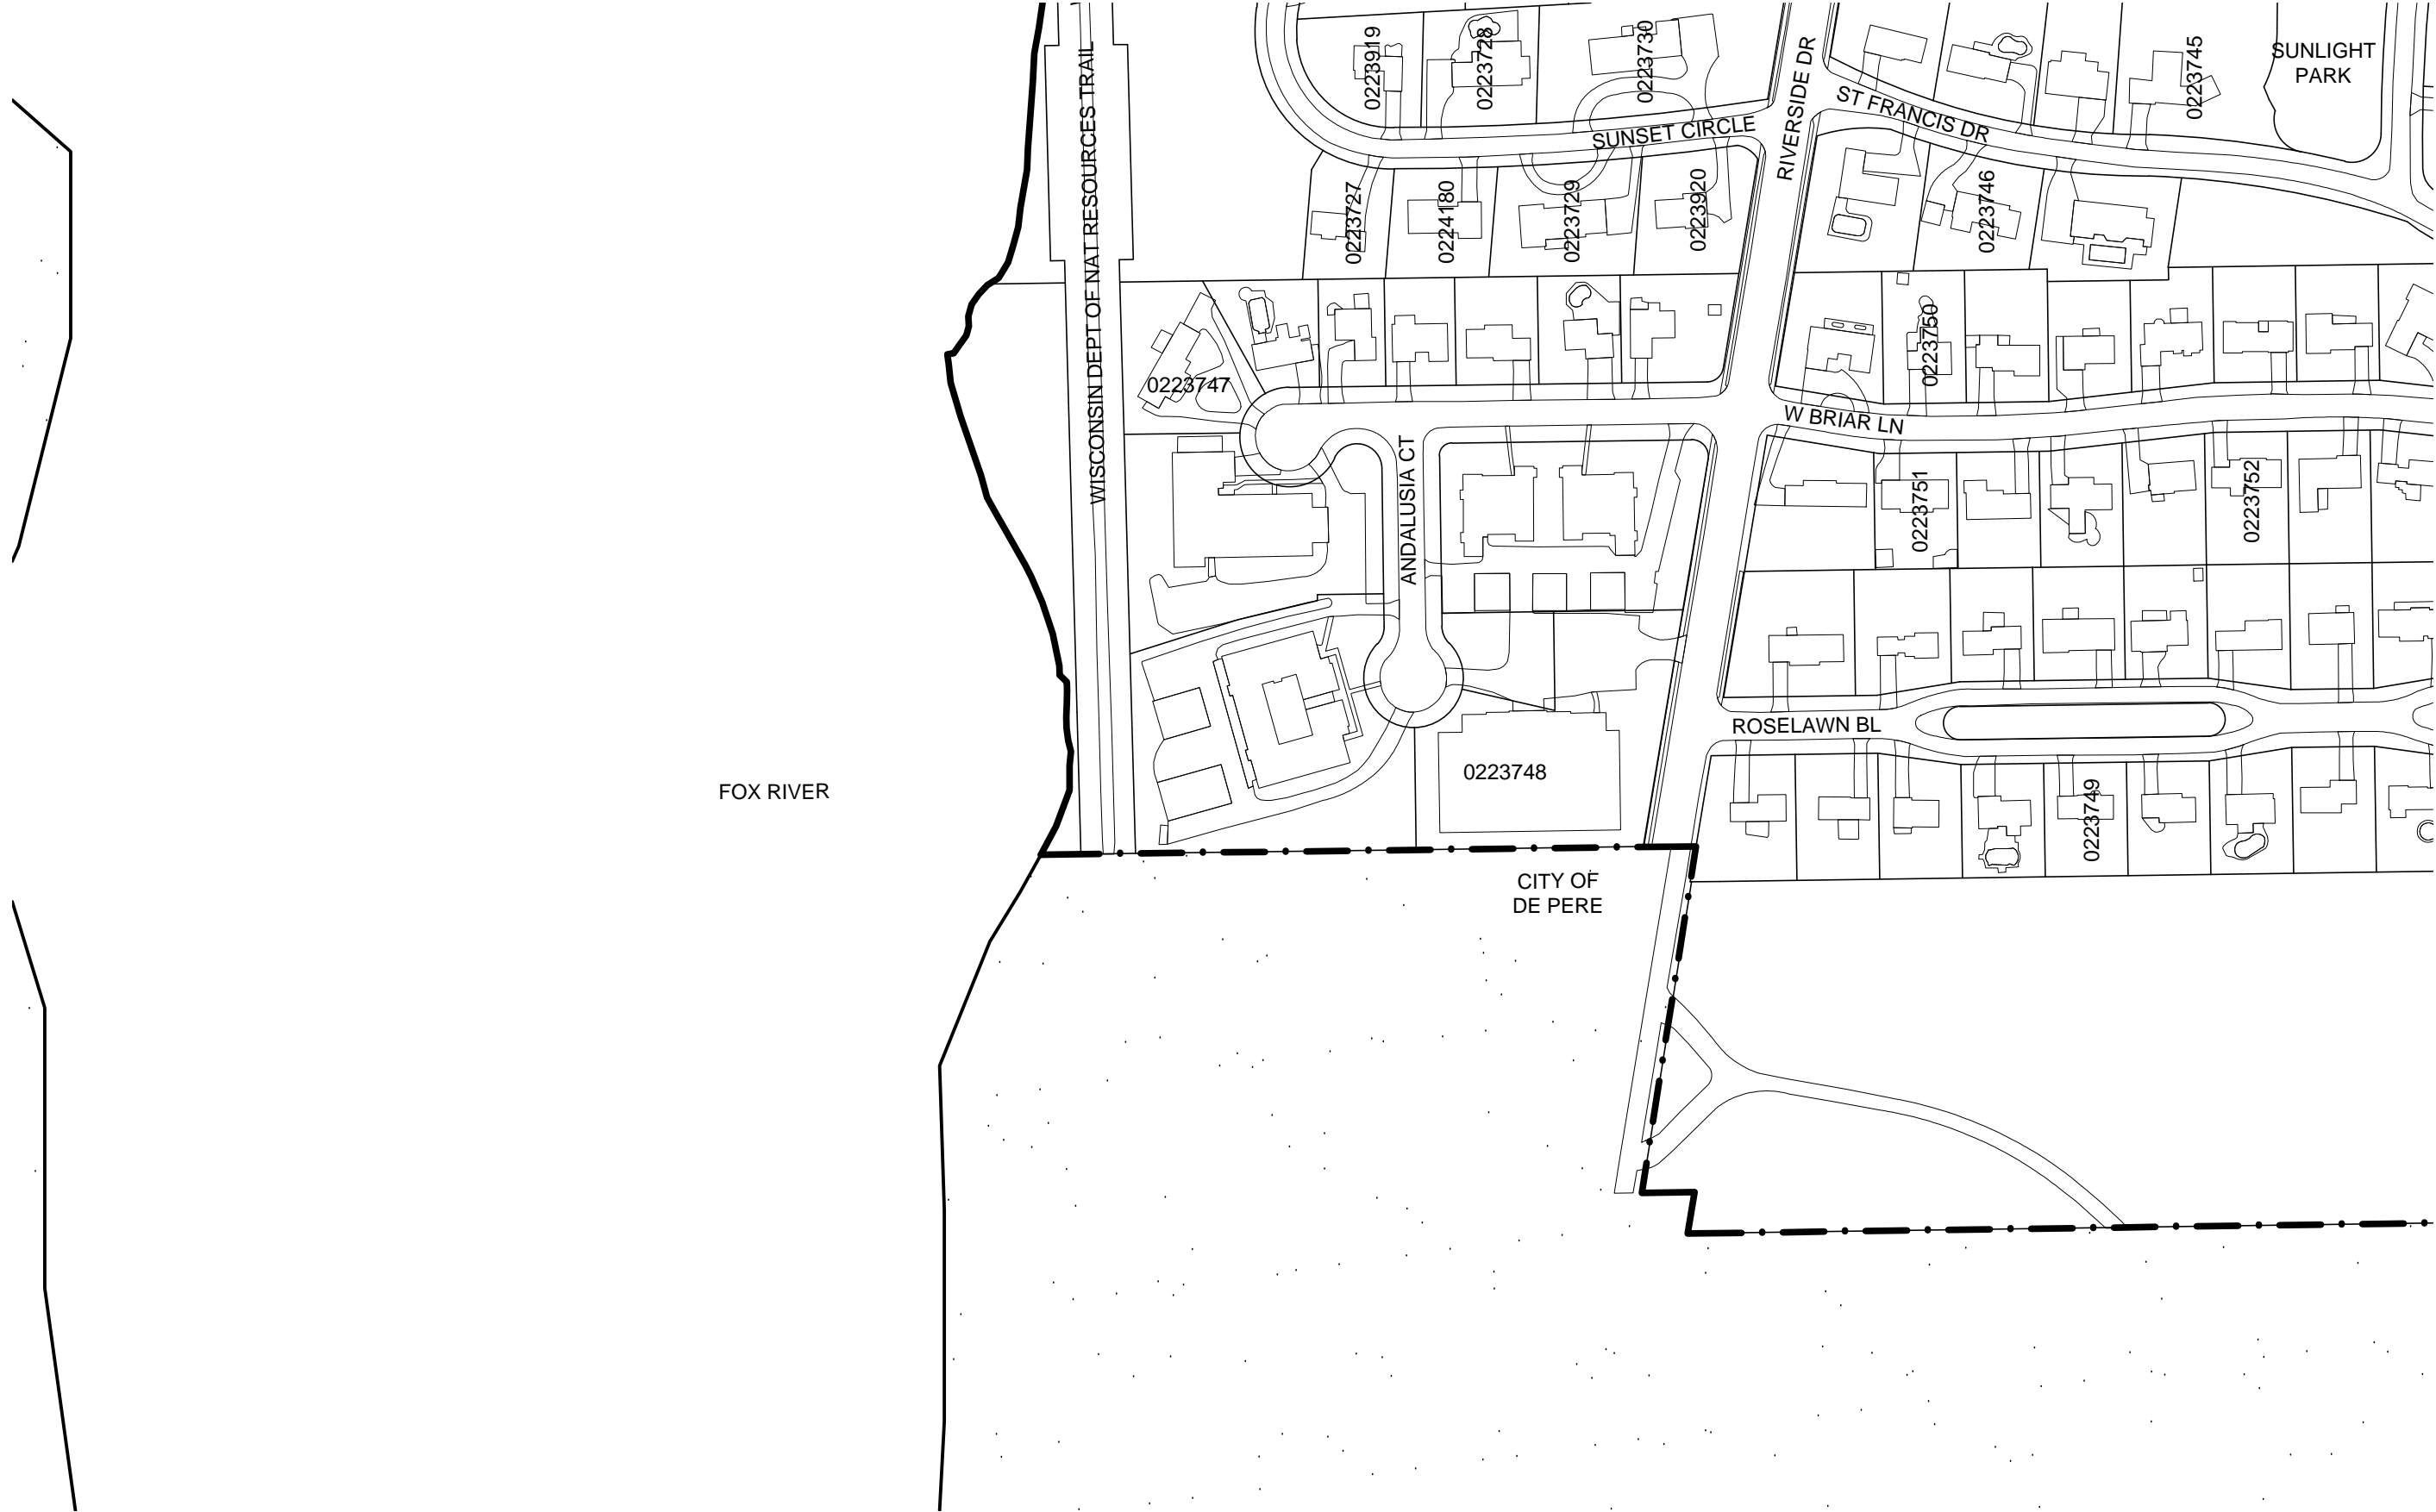 WISCONSIN DEPT OF NAT RESOURCES TRAIL
0223919
0223728
0223730
RIVERSIDE DR
0223745
SUNLIGHT
PARK
ST FRANCIS DR
SUNSET CIRCLE
0223727
0224180
0223729
0223920
0223746
0223747
0223750
W BRIAR LN
ANDALUSIA CT
0223751
0223752
ROSELAWN BL
0223748
0223749
FOX RIVER
CITY OF
DE PERE